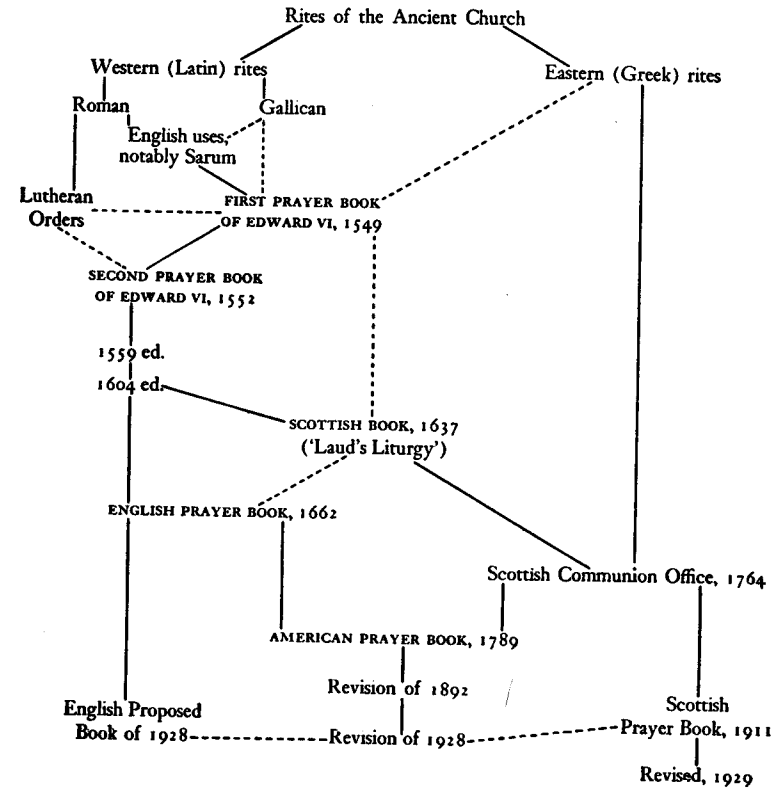 Rites of the Ancient Church
Western (Latin) rites
Eastern (Greek) rites
Roman
Gallican
English uses,
notably Sarum
Lutheran
Orders
FIRST PRAYER BOOK
OF EDWARD VI, 1549
SECOND PRAYER BOOK
OF EDWARD VI, 1552
1559 ed.
1604 ed.
SCOTTISH BOOK, 1637
('Laud's Liturgy')
ENGLISH PRAYER BOOK, 1662
Scottish Communion Office, 1764
AMERICAN PRAYER BOOK, 1789
Revision of 1892
English Proposed
Book of 1928
Revision of 1928
Scottish
Prayer Book, 1911
Revised, 1929